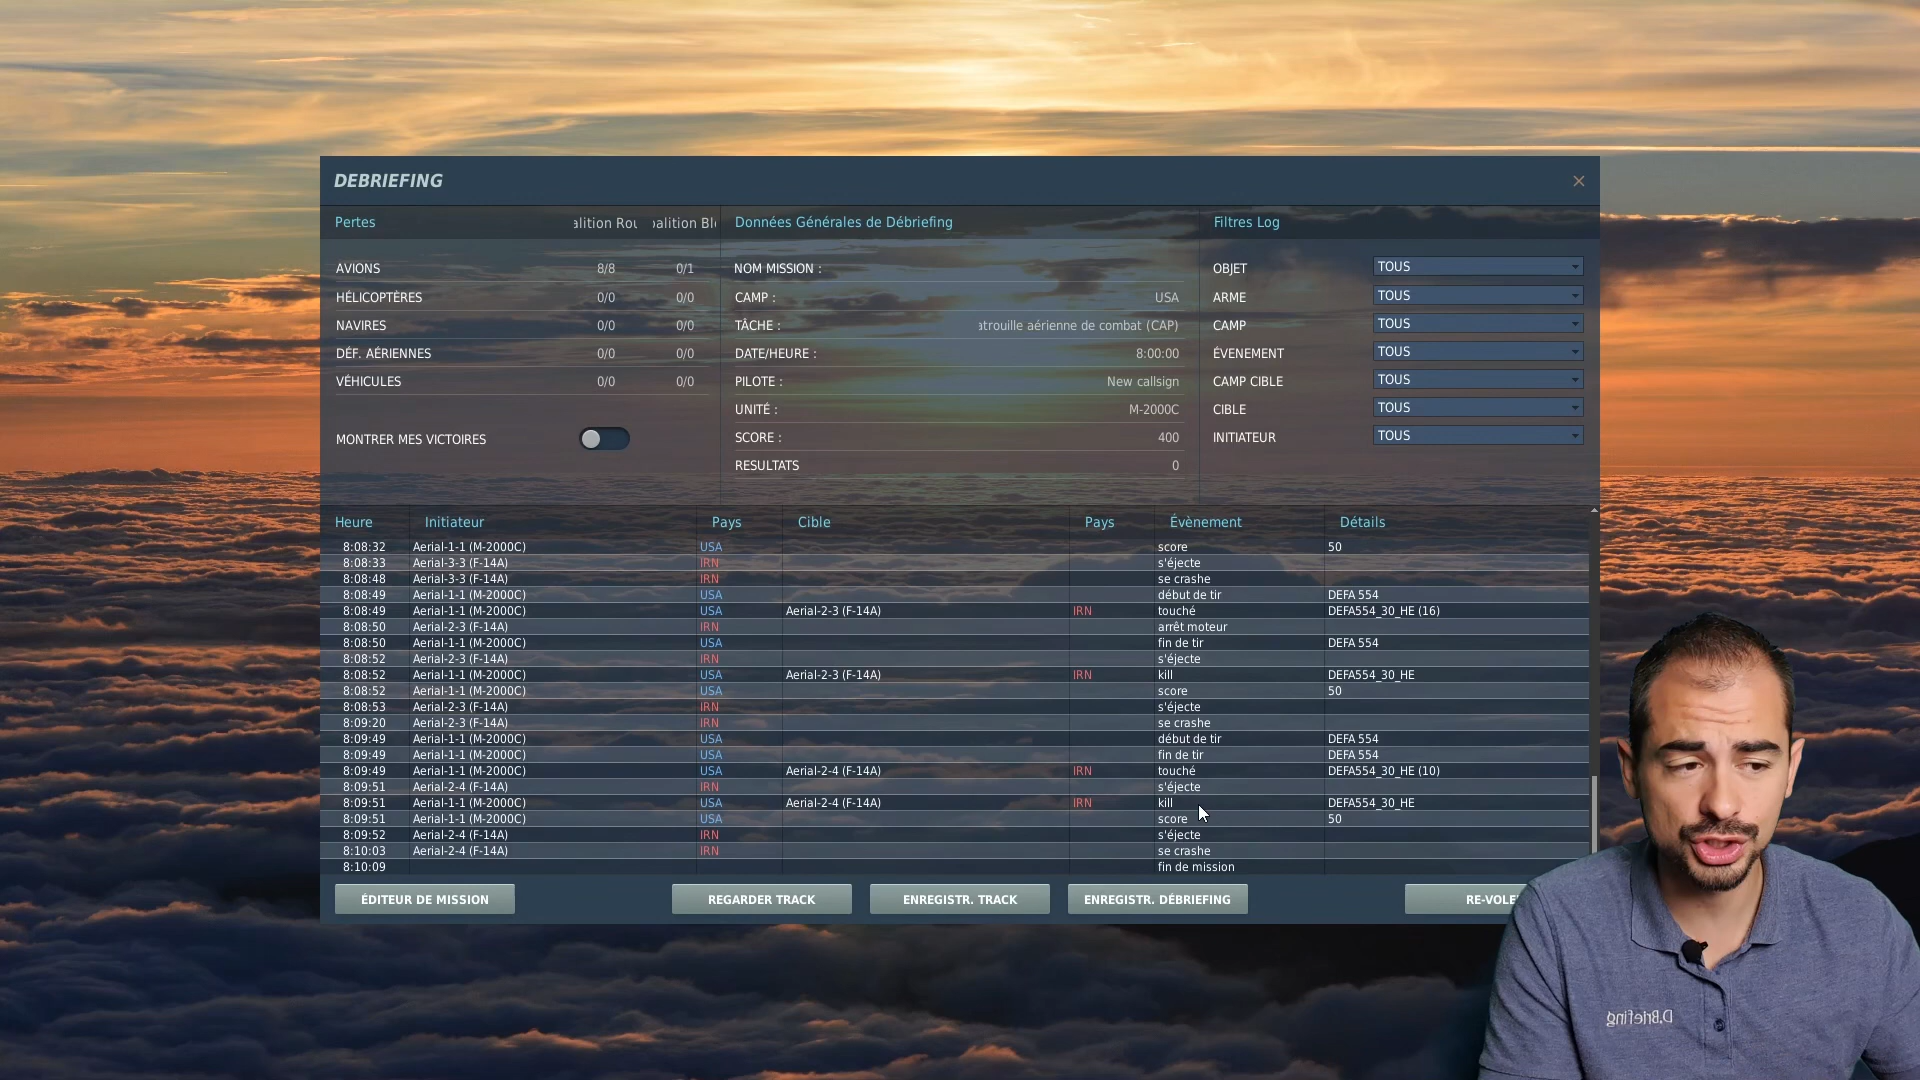 DEBRIEFING
Pertes
Données Générales de Débriefing
Filtres Log
AVIONS 8/8 0/1
HÉLICOPTÈRES 0/0 0/0
NAVIRES 0/0 0/0
DÉF. AÉRIENNES 0/0 0/0
VÉHICULES 0/0 0/0
MONTRER MES VICTOIRES
NOM MISSION :
CAMP : USA
TÂCHE : aérienne de combat (CAP)
DATE/HEURE : 8:00:00
PILOTE : New callsign
UNITÉ : M-2000C
SCORE : 400
RESULTATS 0
OBJET TOUS
ARME TOUS
CAMP TOUS
ÉVENEMENT TOUS
CAMP CIBLE TOUS
CIBLE TOUS
INITIATEUR TOUS
Heure Initiateur Pays Cible Pays Évènement Détails
8:08:32 Aerial-1-1 (M-2000C) USA score 50
8:08:33 Aerial-3-3 (F-14A) IRN s'éjecte
8:08:48 Aerial-3-3 (F-14A) IRN se crashe
8:08:49 Aerial-1-1 (M-2000C) USA début de tir DEFA 554
8:08:49 Aerial-1-1 (M-2000C) USA Aerial-2-3 (F-14A) IRN touché DEFA554_30_HE (16)
8:08:50 Aerial-2-3 (F-14A) IRN arrêt moteur
8:08:50 Aerial-1-1 (M-2000C) USA fin de tir DEFA 554
8:08:52 Aerial-2-3 (F-14A) IRN s'éjecte
8:08:52 Aerial-1-1 (M-2000C) USA Aerial-2-3 (F-14A) IRN kill DEFA554_30_HE
8:08:52 Aerial-1-1 (M-2000C) USA score 50
8:08:53 Aerial-2-3 (F-14A) IRN s'éjecte
8:09:20 Aerial-2-3 (F-14A) IRN se crashe
8:09:49 Aerial-1-1 (M-2000C) USA début de tir DEFA 554
8:09:49 Aerial-1-1 (M-2000C) USA fin de tir DEFA 554
8:09:49 Aerial-1-1 (M-2000C) USA Aerial-2-4 (F-14A) IRN touché DEFA554_30_HE (10)
8:09:51 Aerial-2-4 (F-14A) IRN s'éjecte
8:09:51 Aerial-1-1 (M-2000C) USA Aerial-2-4 (F-14A) IRN kill DEFA554_30_HE
8:09:51 Aerial-1-1 (M-2000C) USA score 50
8:09:52 Aerial-2-4 (F-14A) IRN s'éjecte
8:10:03 Aerial-2-4 (F-14A) IRN se crashe
8:10:09 fin de mission
ÉDITEUR DE MISSION
REGARDER TRACK
ENREGISTR. TRACK
ENREGISTR. DÉBRIEFING
D.Briefing